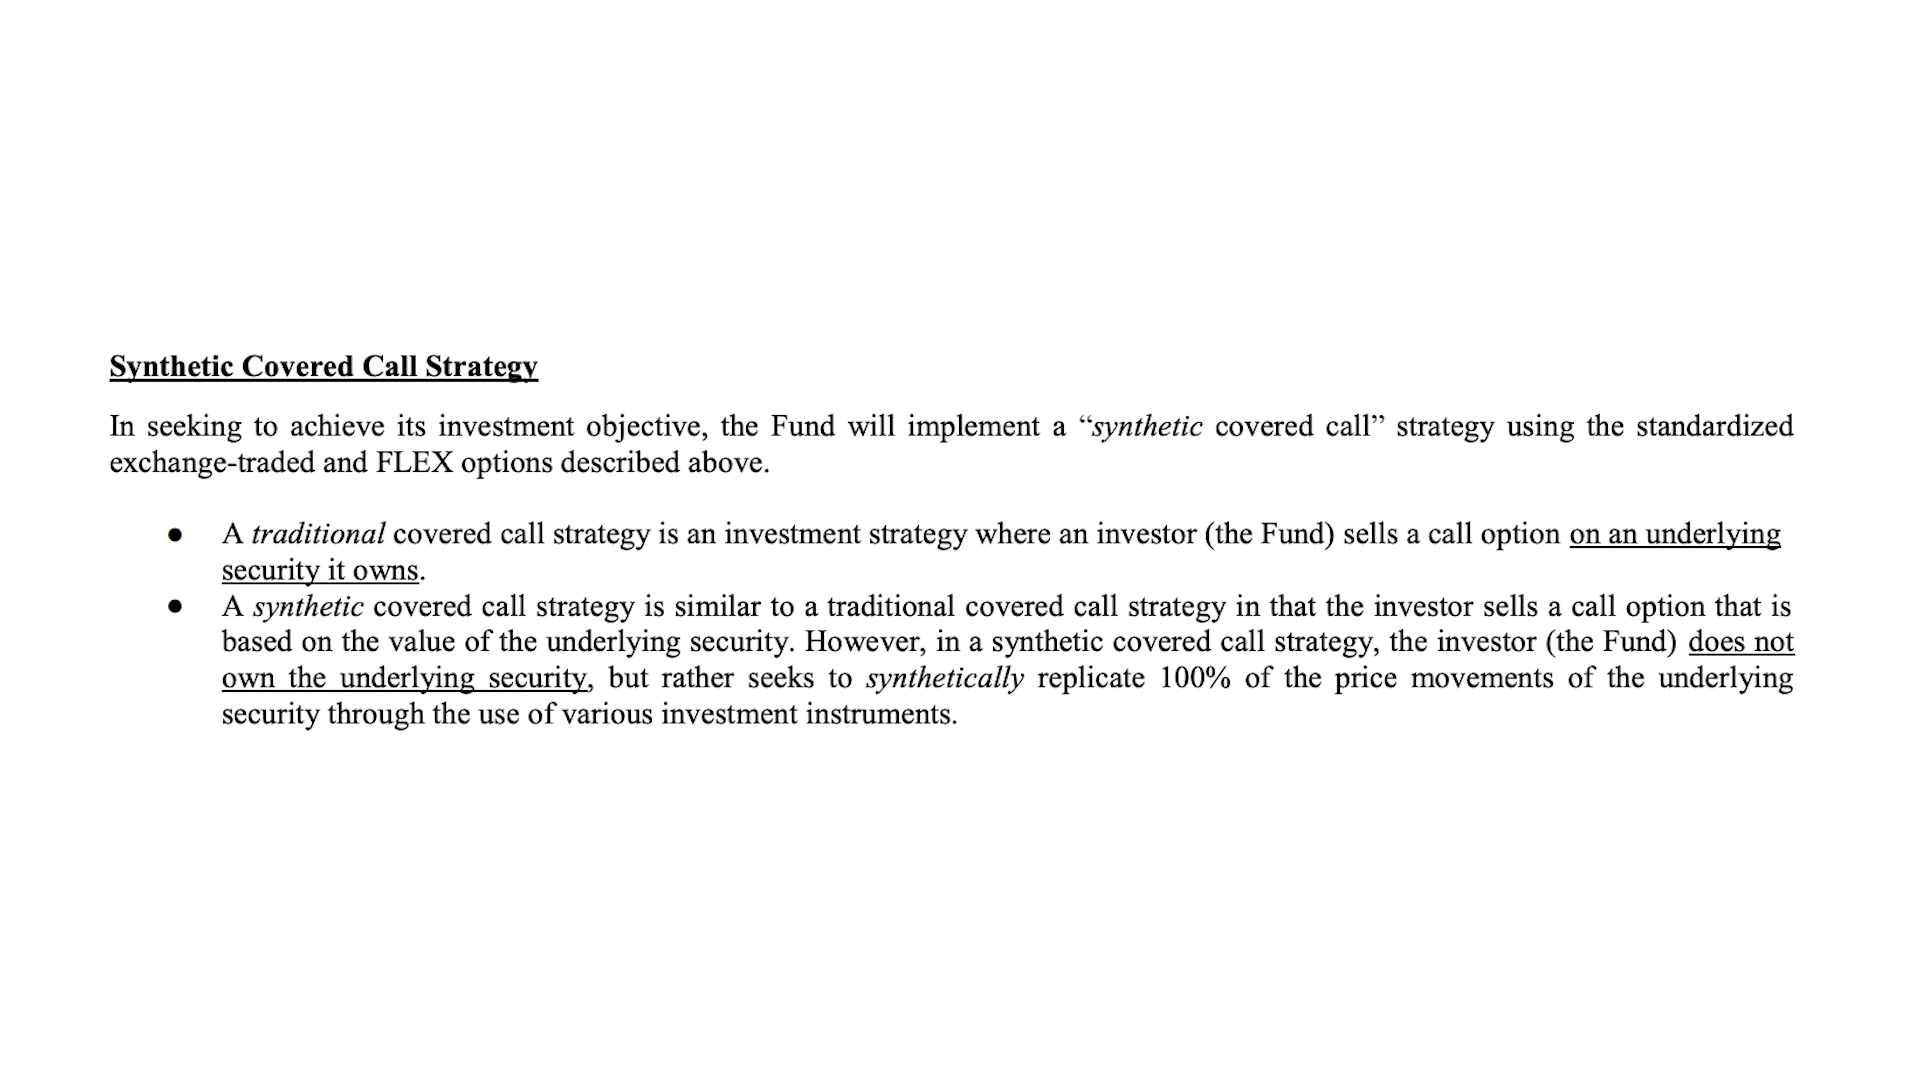 Synthetic Covered Call Strategy
In seeking to achieve its investment objective, the Fund will implement a “synthetic covered call” strategy using the standardized
exchange-traded and FLEX options described above.
● A traditional covered call strategy is an investment strategy where an investor (the Fund) sells a call option on an underlying
security it owns.
● A synthetic covered call strategy is similar to a traditional covered call strategy in that the investor sells a call option that is
based on the value of the underlying security. However, in a synthetic covered call strategy, the investor (the Fund) does not
own the underlying security, but rather seeks to synthetically replicate 100% of the price movements of the underlying
security through the use of various investment instruments.